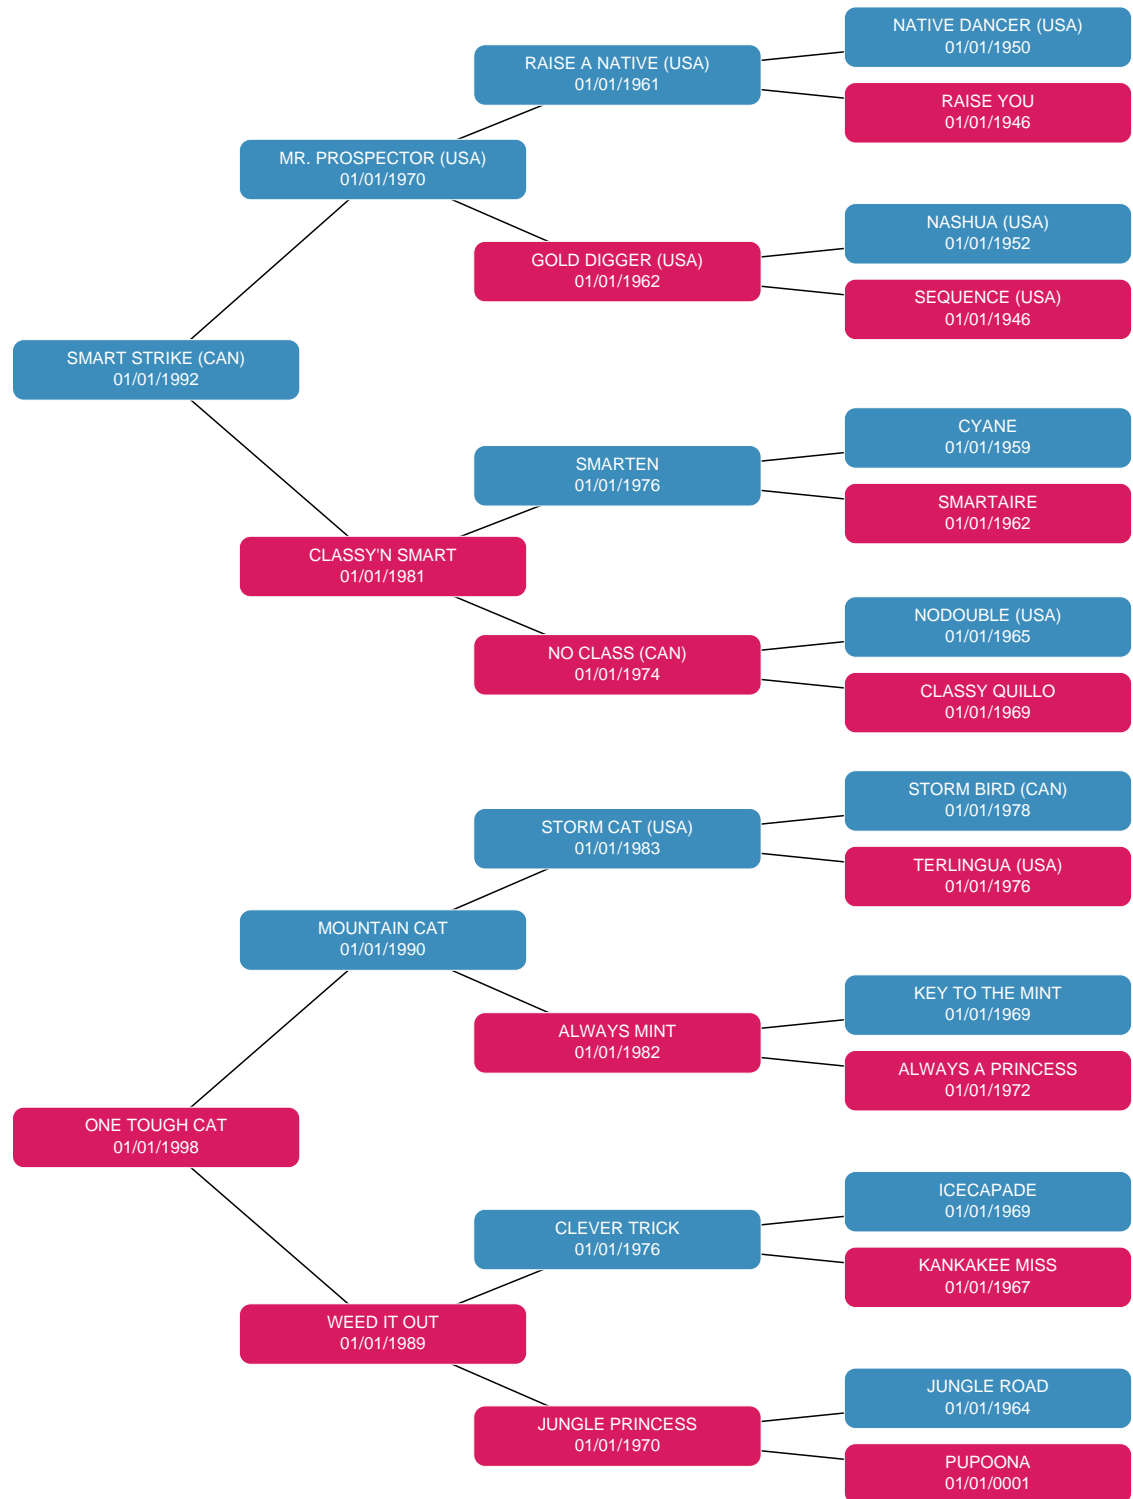 NATIVE DANCER (USA)
01/01/1950
RAISE A NATIVE (USA)
01/01/1961
RAISE YOU
01/01/1946
MR. PROSPECTOR (USA)
01/01/1970
NASHUA (USA)
01/01/1952
GOLD DIGGER (USA)
01/01/1962
SEQUENCE (USA)
01/01/1946
SMART STRIKE (CAN)
01/01/1992
CYANE
01/01/1959
SMARTEN
01/01/1976
SMARTAIRE
01/01/1962
CLASSY'N SMART
01/01/1981
NODOUBLE (USA)
01/01/1965
NO CLASS (CAN)
01/01/1974
CLASSY QUILLO
01/01/1969
STORM BIRD (CAN)
01/01/1978
STORM CAT (USA)
01/01/1983
TERLINGUA (USA)
01/01/1976
MOUNTAIN CAT
01/01/1990
KEY TO THE MINT
01/01/1969
ALWAYS MINT
01/01/1982
ALWAYS A PRINCESS
01/01/1972
ONE TOUGH CAT
01/01/1998
ICECAPADE
01/01/1969
CLEVER TRICK
01/01/1976
KANKAKEE MISS
01/01/1967
WEED IT OUT
01/01/1989
JUNGLE ROAD
01/01/1964
JUNGLE PRINCESS
01/01/1970
PUPOONA
01/01/0001